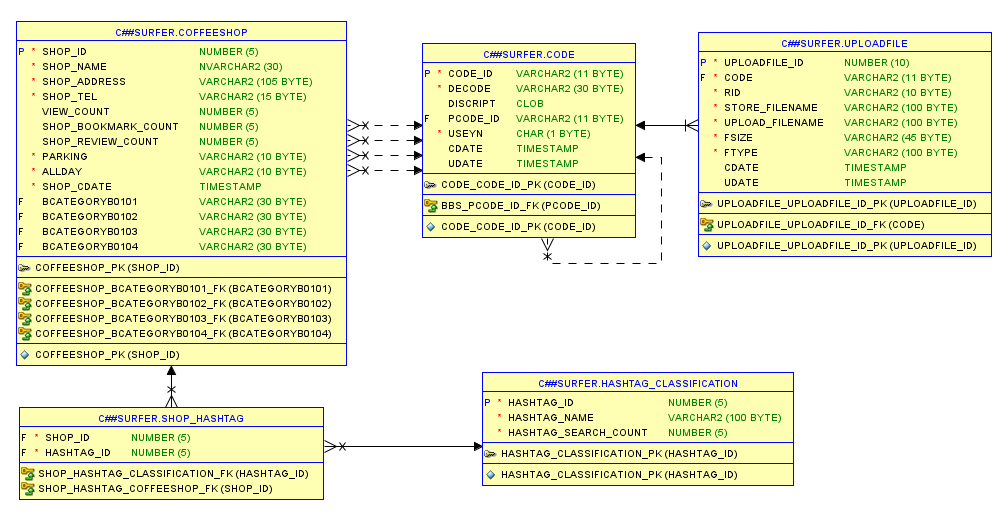 C##SURFER.COFFEESHOP
P * SHOP_ID NUMBER (5)
* SHOP_NAME NVARCHAR2 (30)
* SHOP_ADDRESS VARCHAR2 (105 BYTE)
* SHOP_TEL VARCHAR2 (15 BYTE)
VIEW_COUNT NUMBER (5)
SHOP_BOOKMARK_COUNT NUMBER (5)
SHOP_REVIEW_COUNT NUMBER (5)
* PARKING VARCHAR2 (10 BYTE)
* ALLDAY VARCHAR2 (10 BYTE)
* SHOP_CDATE TIMESTAMP
F BCATEGORYB0101 VARCHAR2 (30 BYTE)
F BCATEGORYB0102 VARCHAR2 (30 BYTE)
F BCATEGORYB0103 VARCHAR2 (30 BYTE)
F BCATEGORYB0104 VARCHAR2 (30 BYTE)
COFFEESHOP_PK (SHOP_ID)
COFFEESHOP_BCATEGORYB0101_FK (BCATEGORYB0101)
COFFEESHOP_BCATEGORYB0102_FK (BCATEGORYB0102)
COFFEESHOP_BCATEGORYB0103_FK (BCATEGORYB0103)
COFFEESHOP_BCATEGORYB0104_FK (BCATEGORYB0104)
COFFEESHOP_PK (SHOP_ID)
C##SURFER.CODE
P * CODE_ID VARCHAR2 (11 BYTE)
* DECODE VARCHAR2 (30 BYTE)
DISCRIPT CLOB
F PCODE_ID VARCHAR2 (11 BYTE)
* USEYN CHAR (1 BYTE)
CDATE TIMESTAMP
UDATE TIMESTAMP
CODE_CODE_ID_PK (CODE_ID)
BBS_PCODE_ID_FK (PCODE_ID)
CODE_CODE_ID_PK (CODE_ID)
C##SURFER.UPLOADFILE
P * UPLOADFILE_ID NUMBER (10)
F * CODE VARCHAR2 (11 BYTE)
* RID VARCHAR2 (10 BYTE)
* STORE_FILENAME VARCHAR2 (100 BYTE)
* UPLOAD_FILENAME VARCHAR2 (100 BYTE)
* FSIZE VARCHAR2 (45 BYTE)
* FTYPE VARCHAR2 (100 BYTE)
CDATE TIMESTAMP
UDATE TIMESTAMP
UPLOADFILE_UPLOADFILE_ID_PK (UPLOADFILE_ID)
UPLOADFILE_UPLOADFILE_ID_FK (CODE)
UPLOADFILE_UPLOADFILE_ID_PK (UPLOADFILE_ID)
C##SURFER.SHOP_HASHTAG
F * SHOP_ID NUMBER (5)
F * HASHTAG_ID NUMBER (5)
SHOP_HASHTAG_CLASSIFICATION_FK (HASHTAG_ID)
SHOP_HASHTAG_COFFEESHOP_FK (SHOP_ID)
C##SURFER.HASHTAG_CLASSIFICATION
P * HASHTAG_ID NUMBER (5)
* HASHTAG_NAME VARCHAR2 (100 BYTE)
* HASHTAG_SEARCH_COUNT NUMBER (5)
HASHTAG_CLASSIFICATION_PK (HASHTAG_ID)
HASHTAG_CLASSIFICATION_PK (HASHTAG_ID)